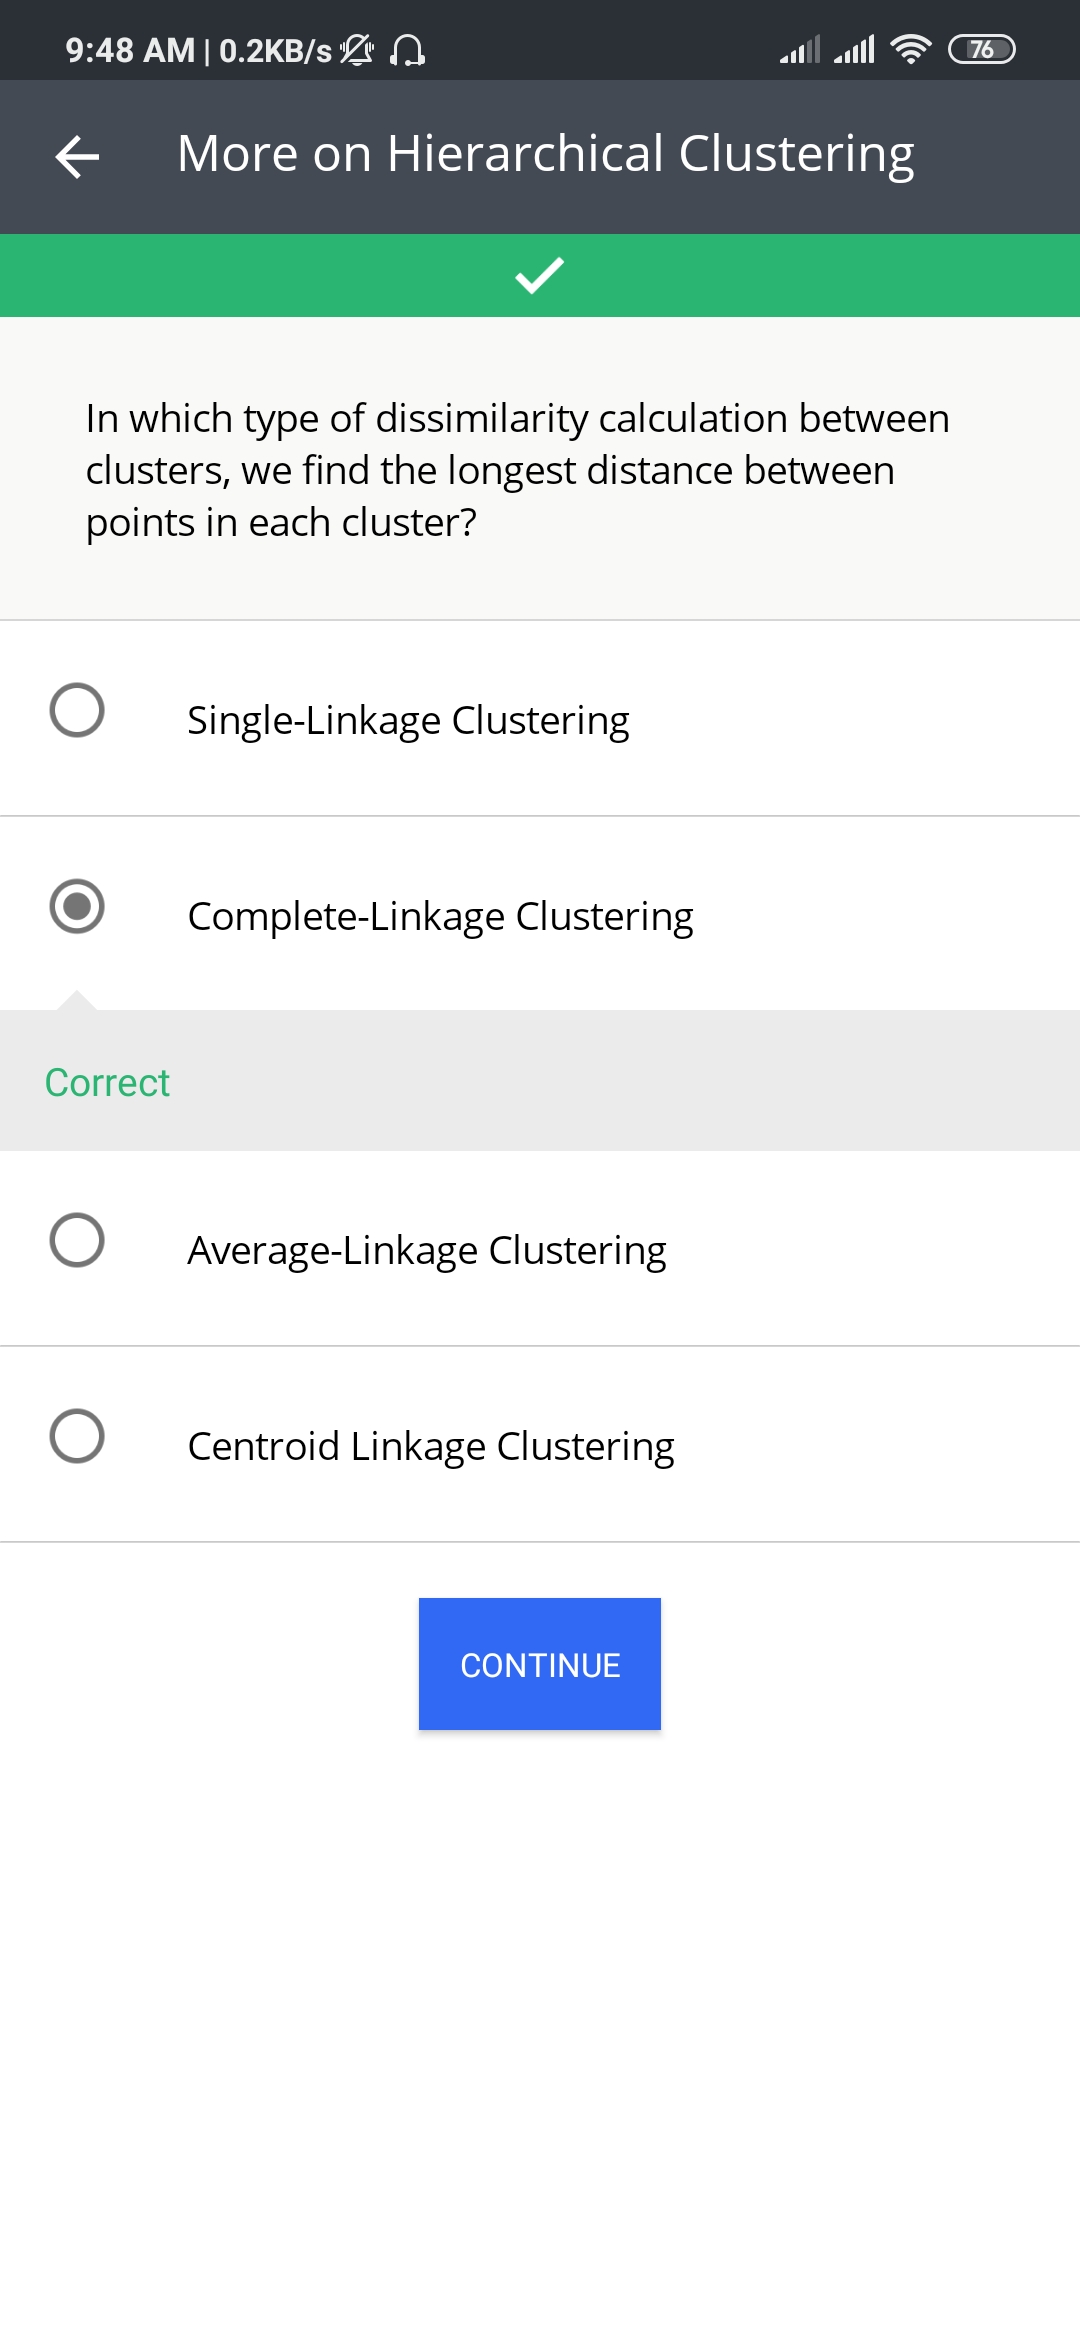 9:48 AM | 0.2KB/s 76
More on Hierarchical Clustering
In which type of dissimilarity calculation between
clusters, we find the longest distance between
points in each cluster?
Single-Linkage Clustering
Complete-Linkage Clustering
Correct
Average-Linkage Clustering
Centroid Linkage Clustering
CONTINUE